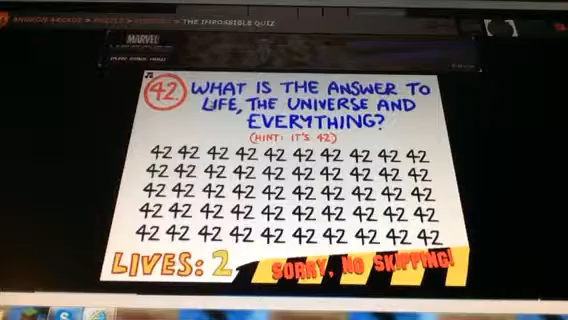 > THE IMPOSSIBLE QUIZ
MARVEL
42. WHAT IS THE ANSWER TO
LIFE, THE UNIVERSE AND
EVERYTHING?
(HINT: IT'S 42)
42 42 42 42 42 42 42 42 42 42
42 42 42 42 42 42 42 42 42 42
42 42 42 42 42 42 42 42 42 42
42 42 42 42 42 42 42 42 42 42
42 42 42 42 42 42 42 42 42 42
LIVES: 2
SORRY, NO SKIPPING!